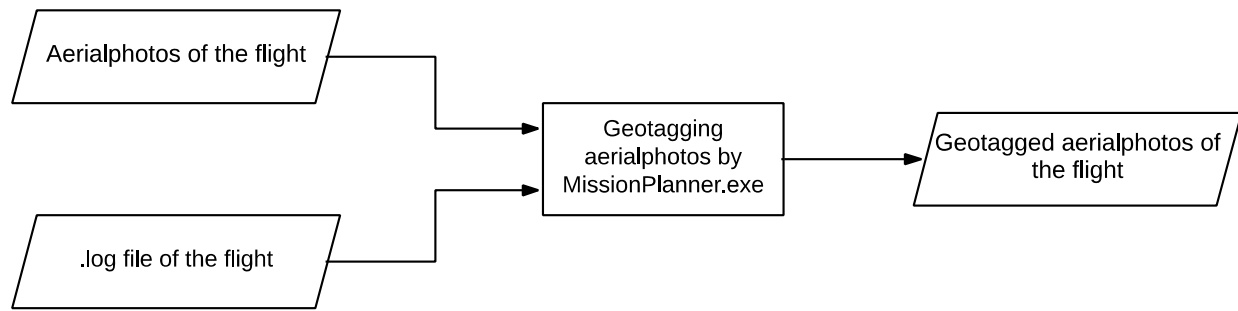 Aerialphotos of the flight
.log file of the flight
Geotagging
aerialphotos by
MissionPlanner.exe
Geotagged aerialphotos of
the flight